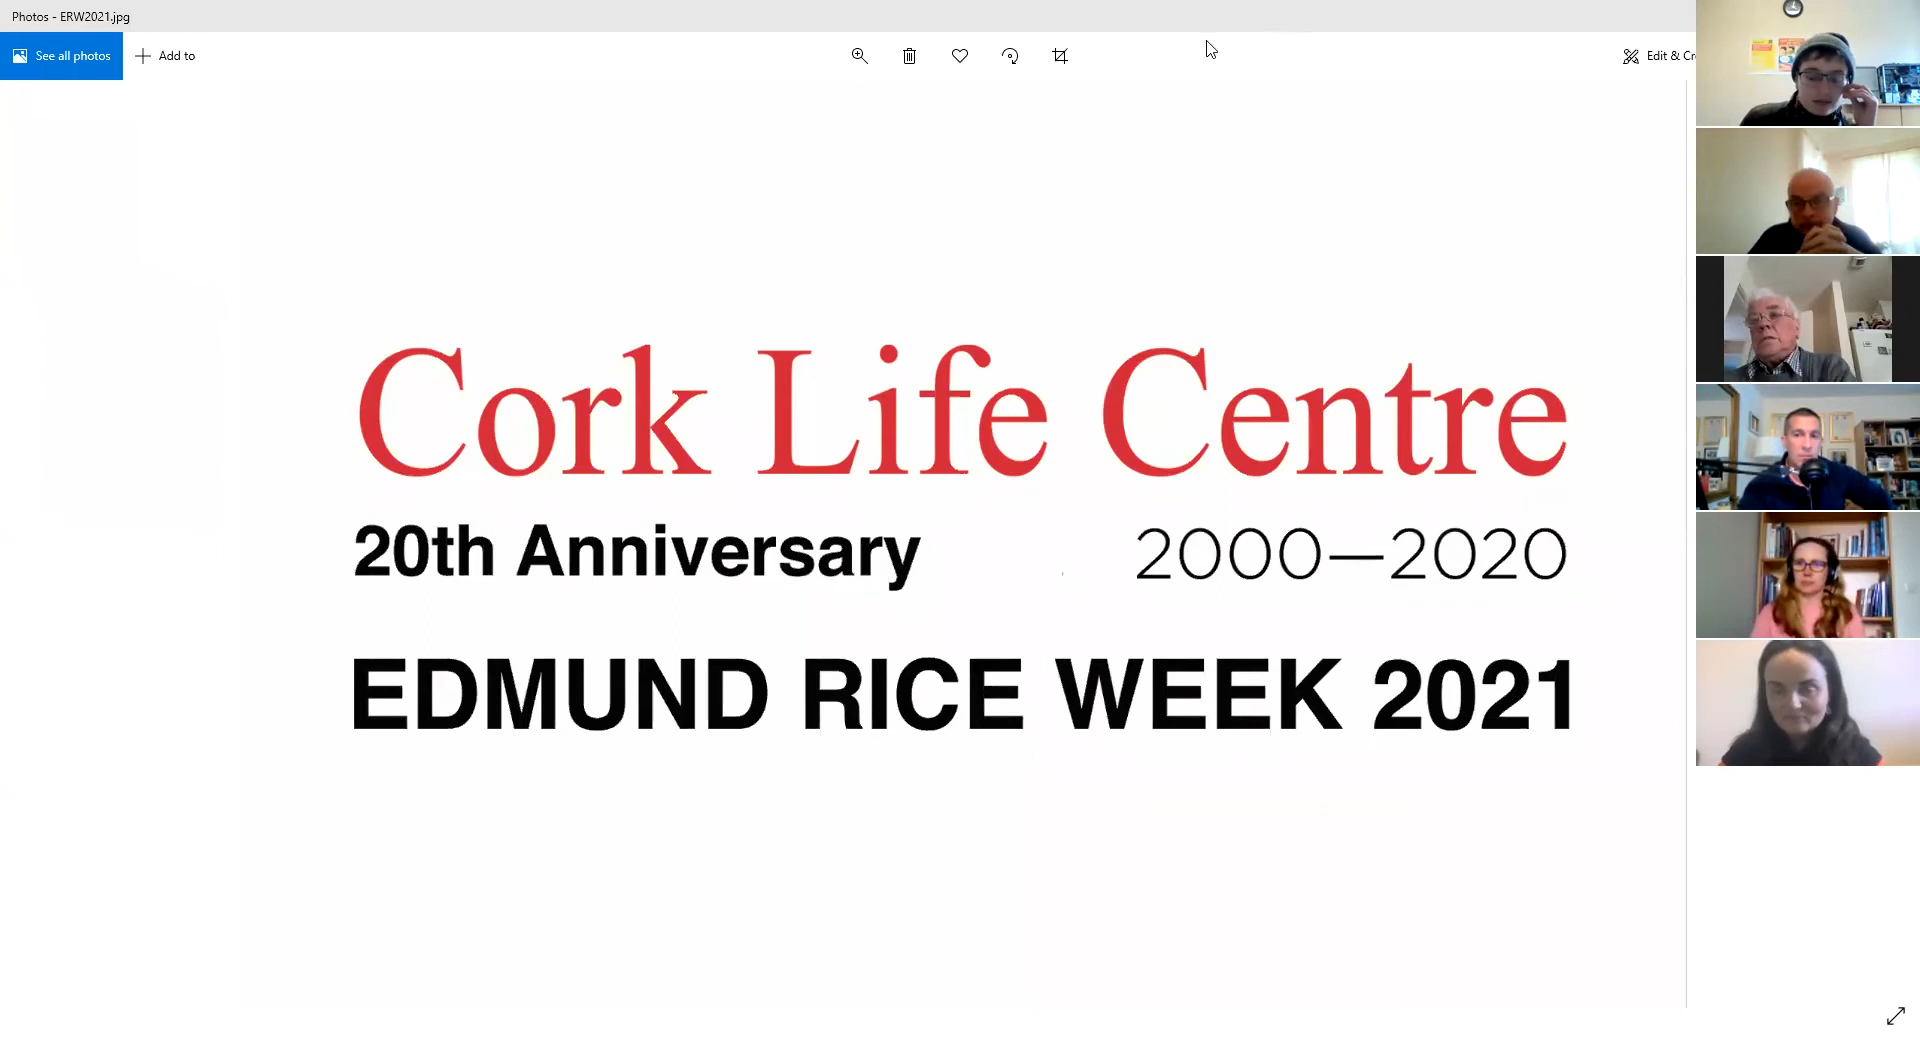 Photos - ERW2021.jpg
See all photos
Add to
Edit & Cr
Cork Life Centre
20th Anniversary 2000—2020
EDMUND RICE WEEK 2021